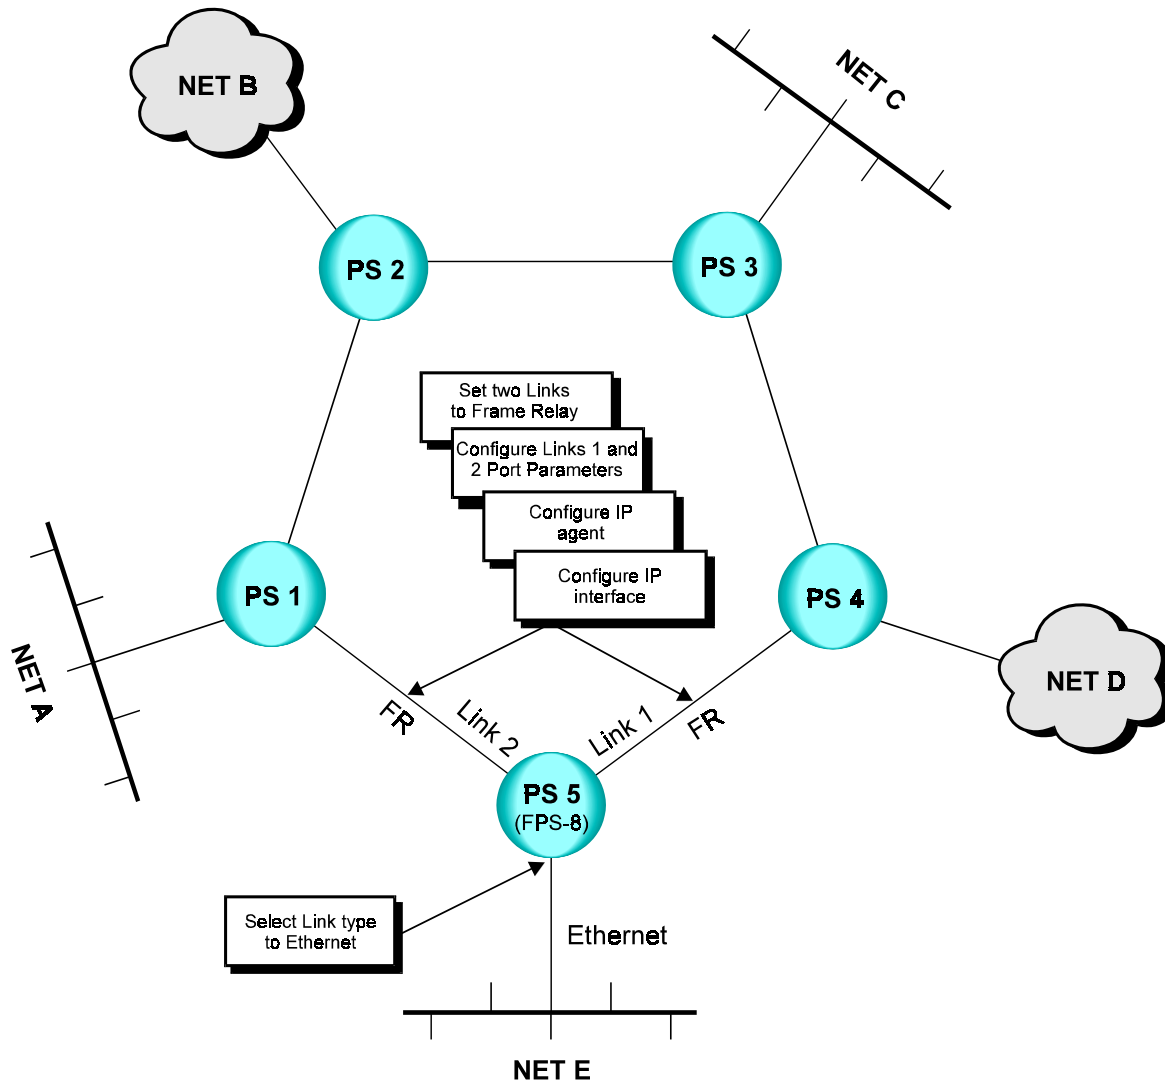 NET B
NET C
PS 2
PS 3
Set two Links
to Frame Relay
Configure Links 1 and
2 Port Parameters
Configure IP
agent
Configure IP
interface
PS 1
PS 4
NET A
NET D
FR
Link 2
Link 1
FR
PS 5
(FPS-8)
Select Link type
to Ethernet
Ethernet
NET E